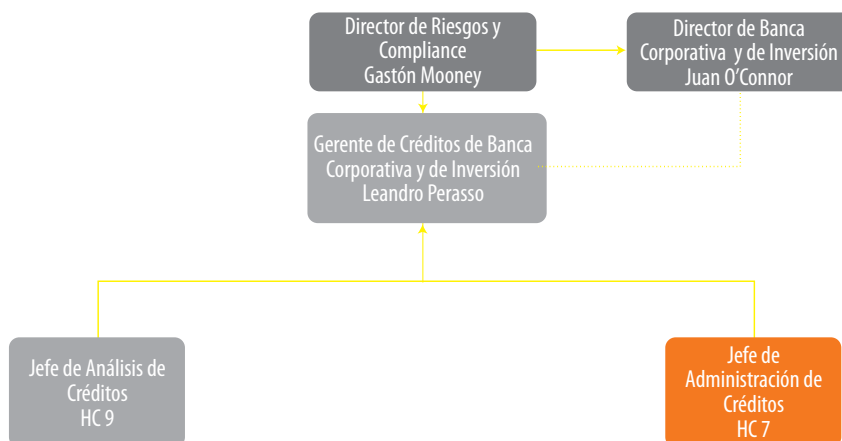 Director de Riesgos y
Compliance
Gastón Mooney
Director de Banca
Corporativa y de Inversión
Juan O’Connor
Gerente de Créditos de Banca
Corporativa y de Inversión
Leandro Perasso
Jefe de Análisis de
Créditos
HC 9
Jefe de
Administración de
Créditos
HC 7